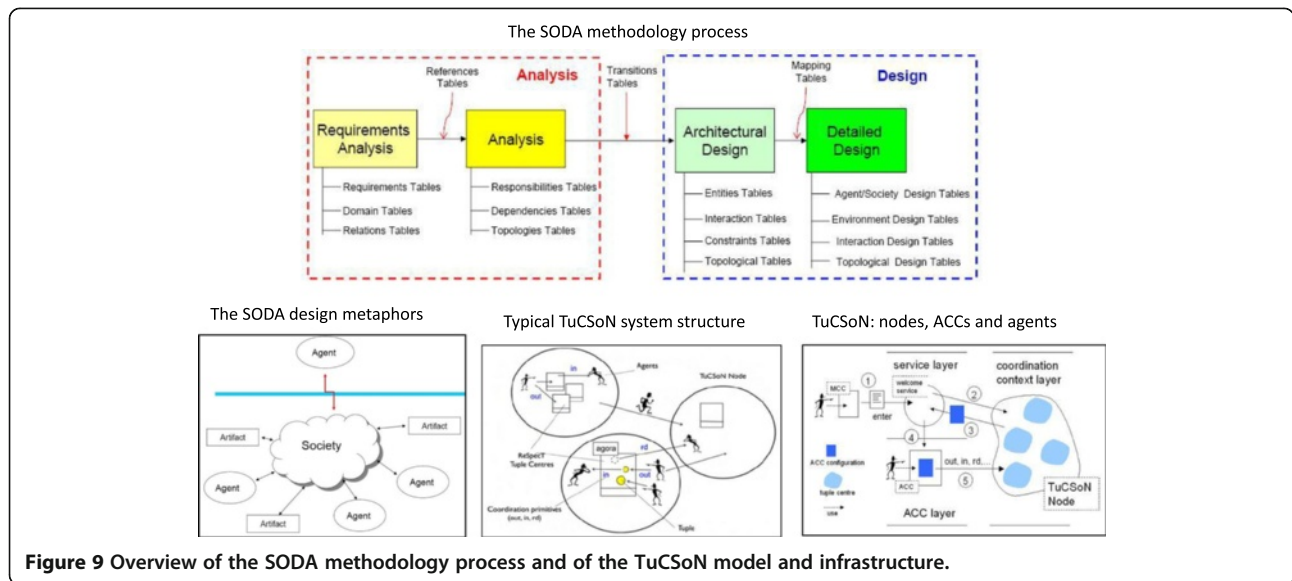 The SODA methodology process
References
Tables
Analysis
Transitions
Tables
Mapping
Tables
Design
Requirements
Analysis
Analysis
Architectural
Design
Detailed
Design
Requirements Tables
Domain Tables
Relations Tables
Responsibilities Tables
Dependencies Tables
Topologies Tables
Entities Tables
Interaction Tables
Constraints Tables
Topological Tables
Agent/Society Design Tables
Environment Design Tables
Interaction Design Tables
Topological Design Tables
The SODA design metaphors
Agent
Artifact
Society
Artifact
Agent
Agent
Artifact
Agent
Typical TuCSoN system structure
in
Agents
out
TuCSoN Node
ReSpecT
Tuple Centres
agora
rd
in
out
Coordination primitives
(out, in, rd)
Tuple
TuCSoN: nodes, ACCs and agents
service layer
coordination
context layer
MCC
1
welcome
service
2
enter
3
4
ACC configuration
out, in, rd,...
tuple centre
ACC
5
TuCSoN
Node
use
ACC layer
Figure 9 Overview of the SODA methodology process and of the TuCSoN model and infrastructure.